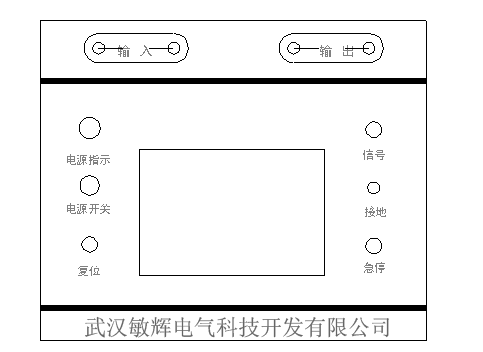 输 入
输 出
电源指示
信号
电源开关
接地
复位
急停
武汉敏辉电气科技开发有限公司